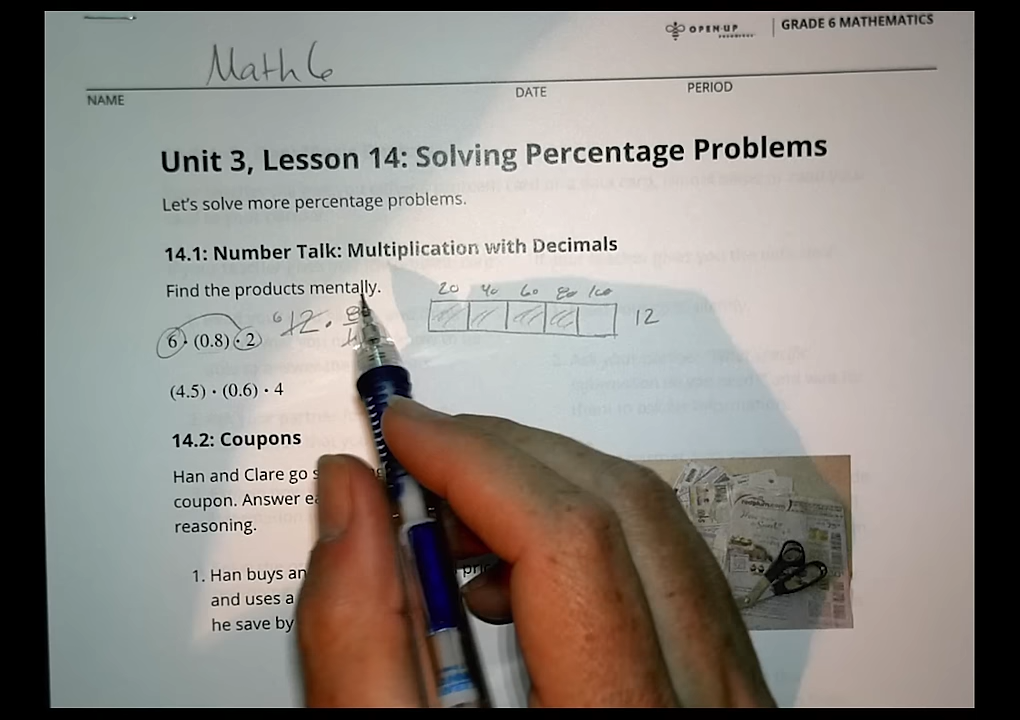 OPEN-UP | GRADE 6 MATHEMATICS
Math 6
NAME DATE PERIOD
Unit 3, Lesson 14: Solving Percentage Problems
Let's solve more percentage problems.
14.1: Number Talk: Multiplication with Decimals
Find the products mentally.
20 40 60 80 100
6 · (0.8) · 2 6 12 · 8 12
(4.5) · (0.6) · 4
14.2: Coupons
Han and Clare go
coupon. Answer
reasoning.
1. Han buys an
and uses a
he save by